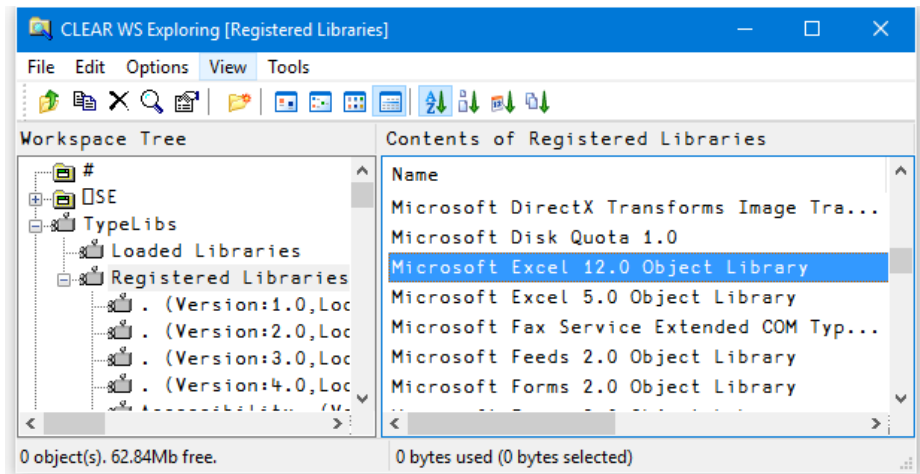 CLEAR WS Exploring [Registered Libraries]
File Edit Options View Tools
Workspace Tree
Contents of Registered Libraries
#
⎕SE
TypeLibs
Loaded Libraries
Registered Libraries
. (Version:1.0,Loc
. (Version:2.0,Loc
. (Version:3.0,Loc
. (Version:4.0,Loc
Name
Microsoft DirectX Transforms Image Tra...
Microsoft Disk Quota 1.0
Microsoft Excel 12.0 Object Library
Microsoft Excel 5.0 Object Library
Microsoft Fax Service Extended COM Typ...
Microsoft Feeds 2.0 Object Library
Microsoft Forms 2.0 Object Library
0 object(s). 62.84Mb free.
0 bytes used (0 bytes selected)